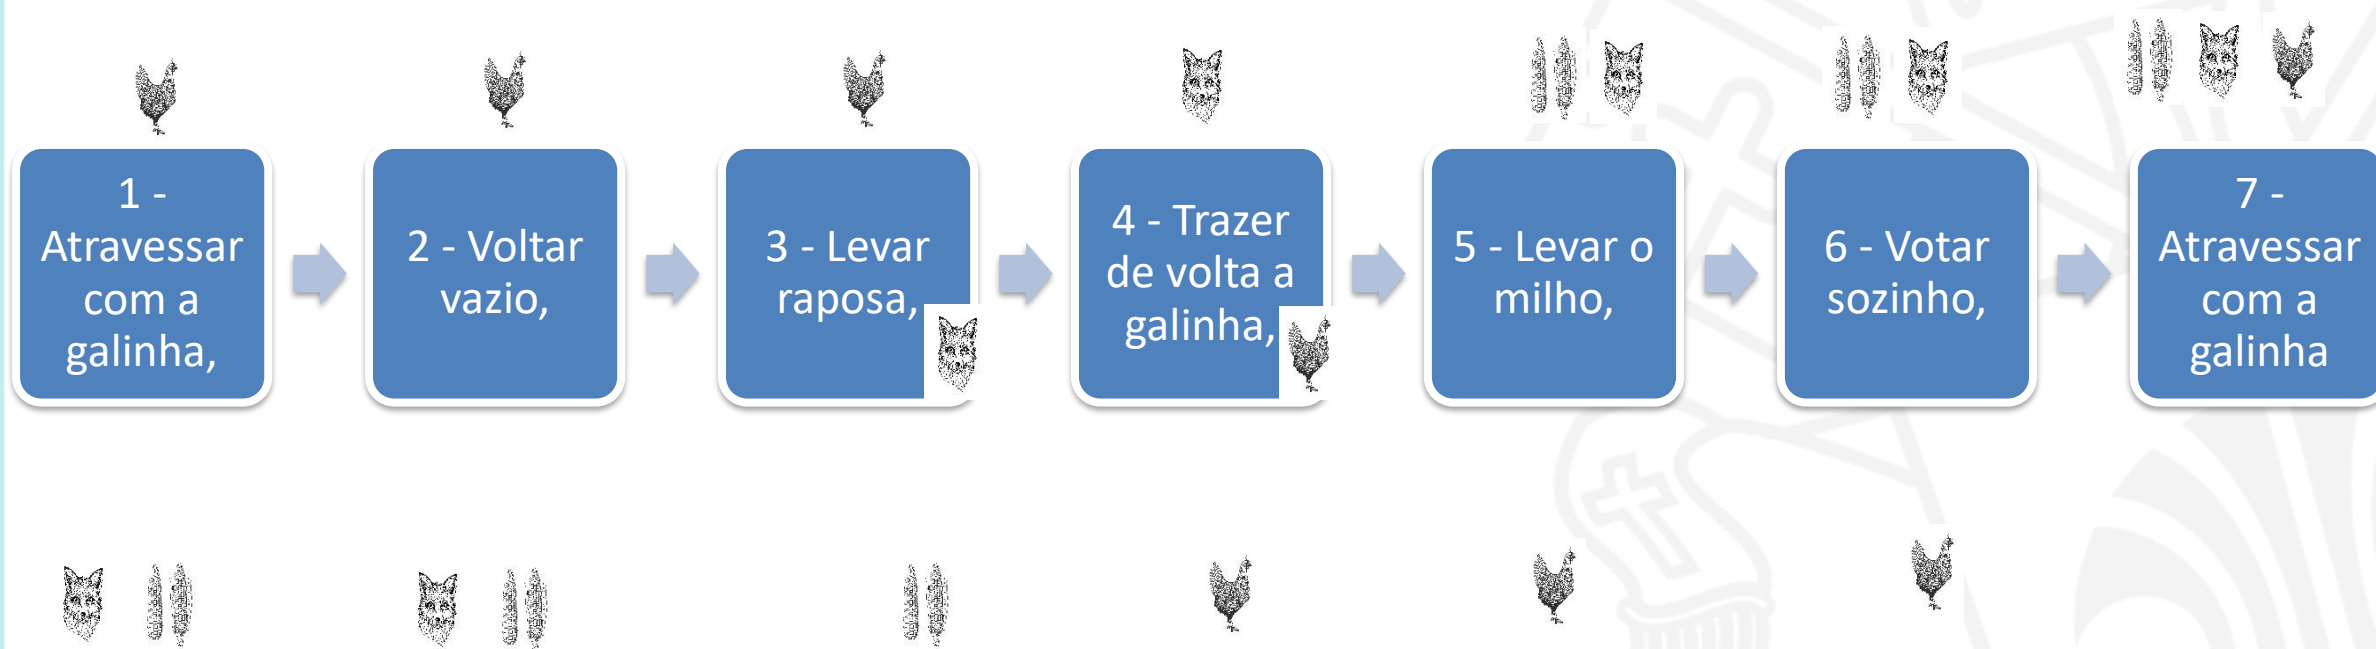 1 -
Atravessar
com a
galinha,
2 - Voltar
vazio,
3 - Levar
raposa,
4 - Trazer
de volta a
galinha,
5 - Levar o
milho,
6 - Votar
sozinho,
7 -
Atravessar
com a
galinha